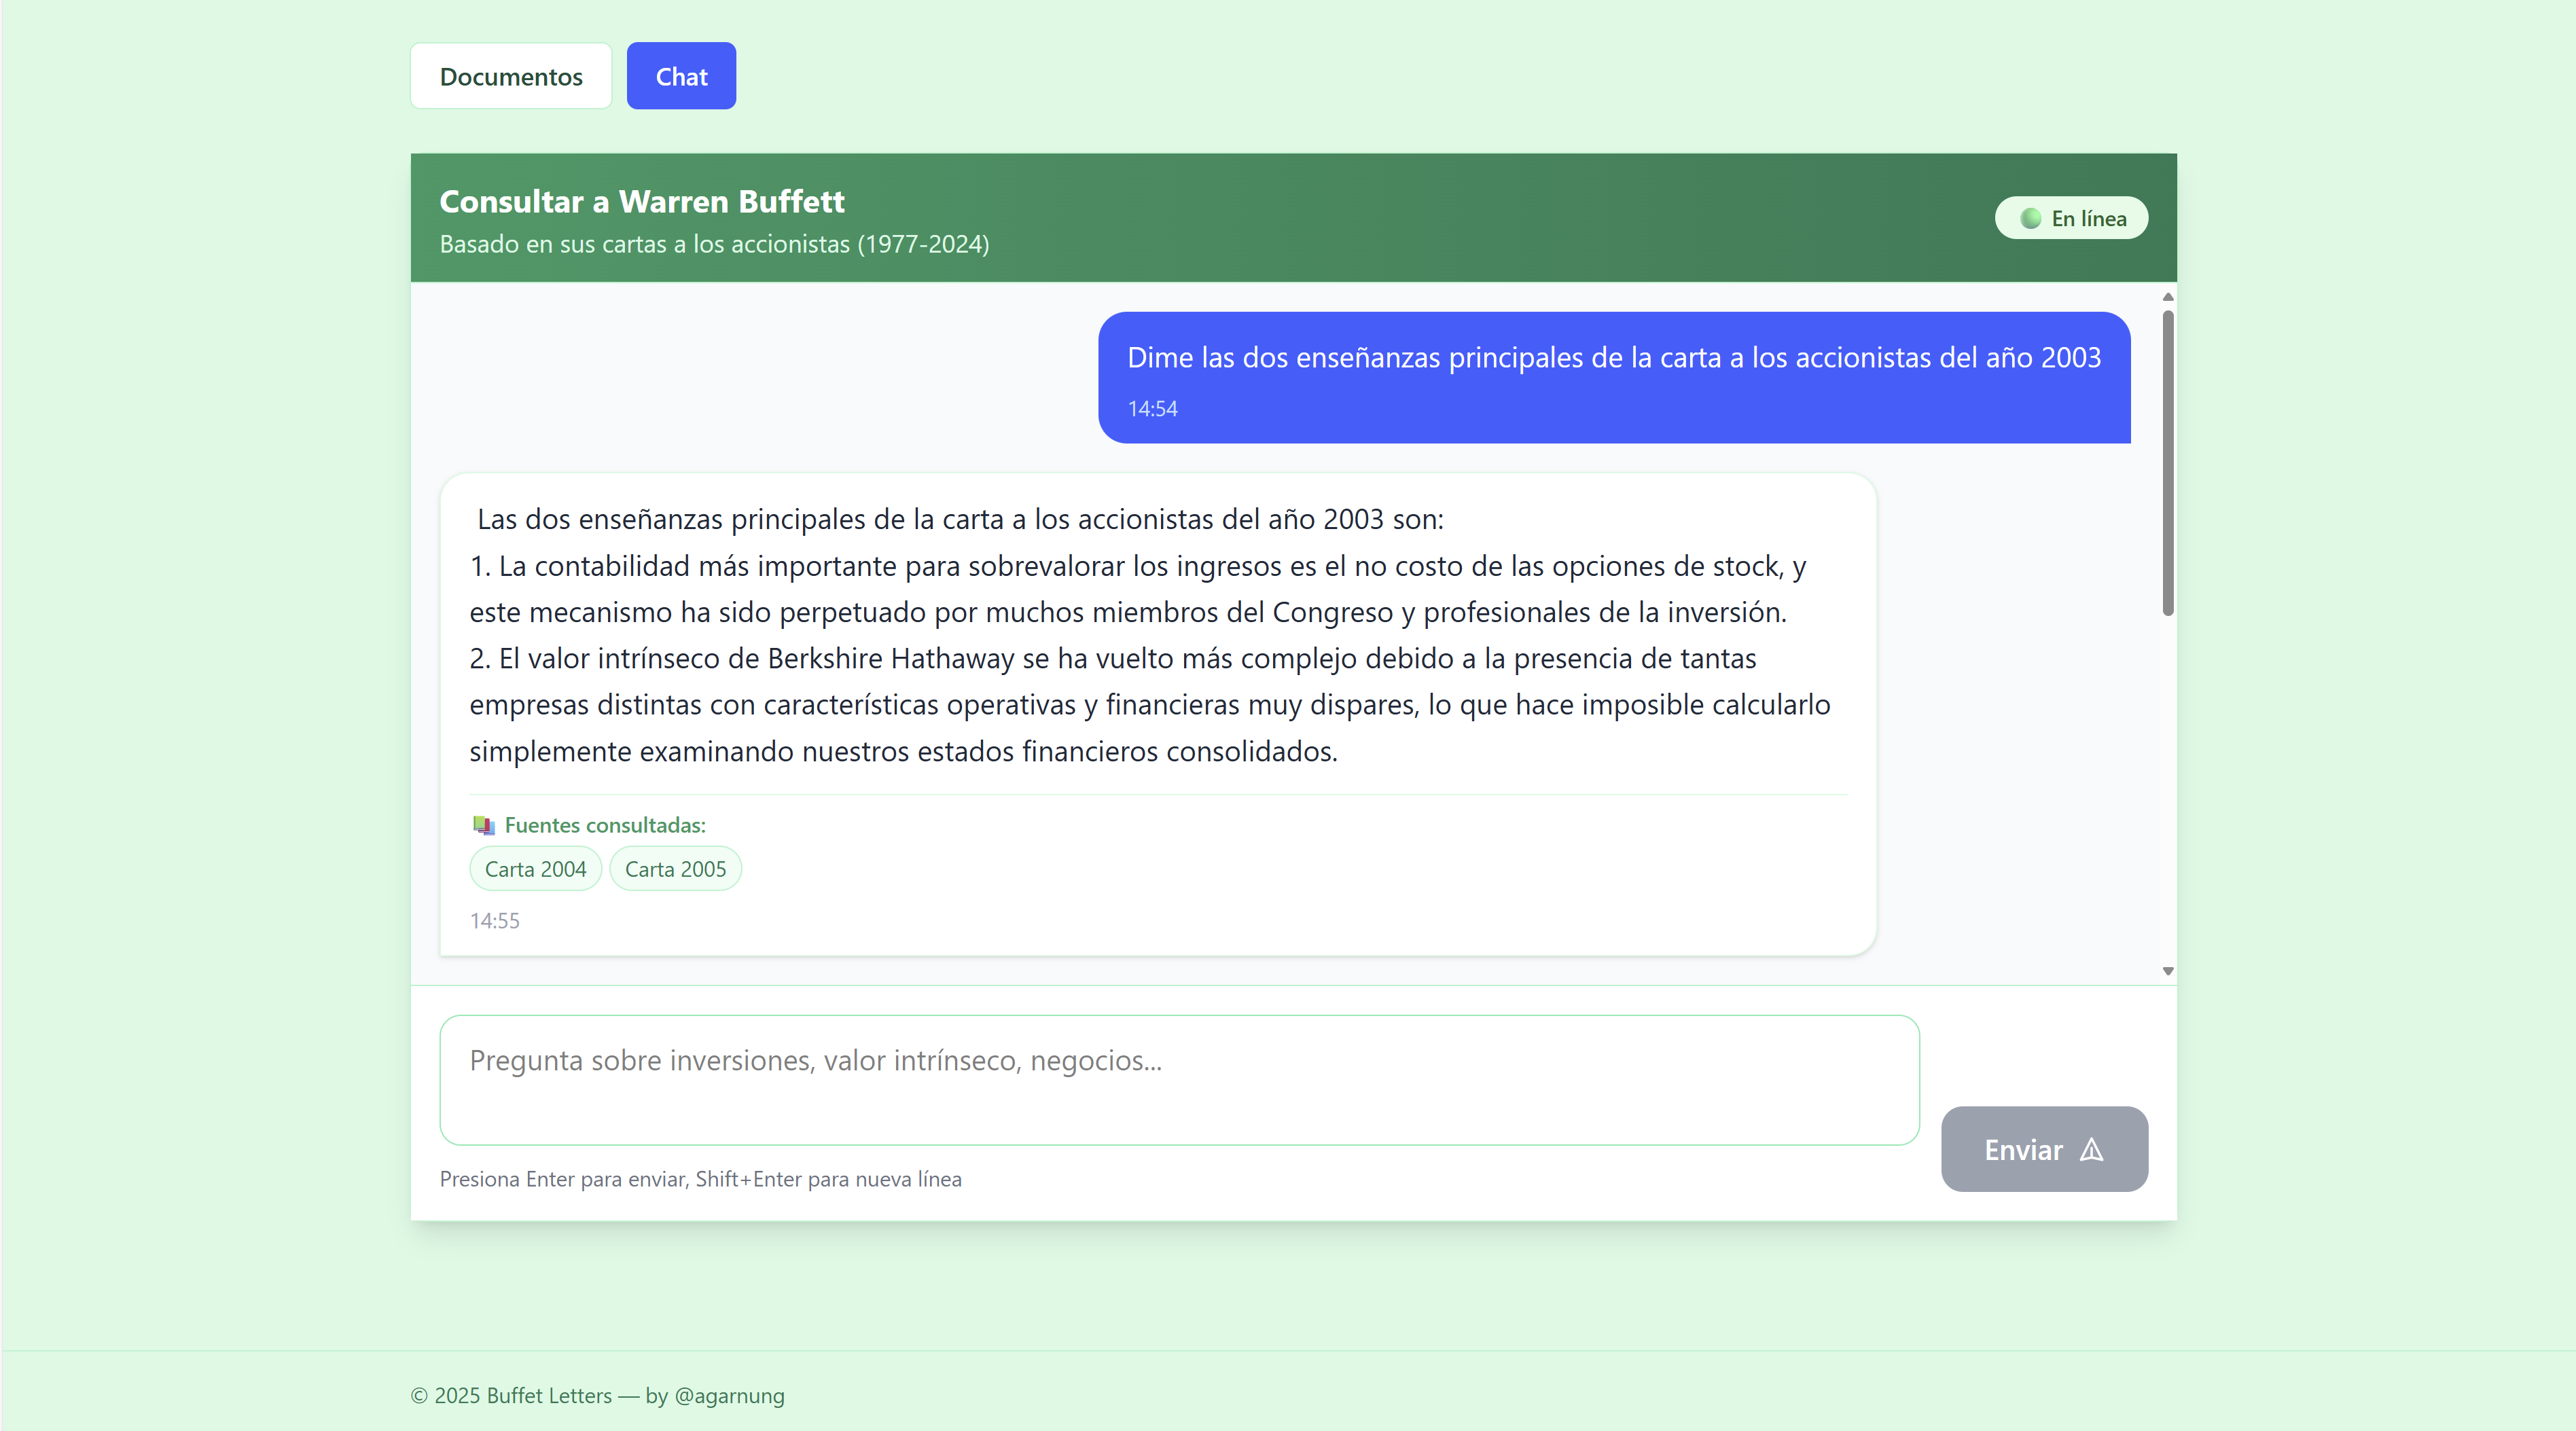 Documentos
Chat
Consultar a Warren Buffett
Basado en sus cartas a los accionistas (1977-2024)
En línea
Dime las dos enseñanzas principales de la carta a los accionistas del año 2003
14:54
Las dos enseñanzas principales de la carta a los accionistas del año 2003 son:
1. La contabilidad más importante para sobrevalorar los ingresos es el no costo de las opciones de stock, y
este mecanismo ha sido perpetuado por muchos miembros del Congreso y profesionales de la inversión.
2. El valor intrínseco de Berkshire Hathaway se ha vuelto más complejo debido a la presencia de tantas
empresas distintas con características operativas y financieras muy dispares, lo que hace imposible calcularlo
simplemente examinando nuestros estados financieros consolidados.
Fuentes consultadas:
Carta 2004
Carta 2005
14:55
Pregunta sobre inversiones, valor intrínseco, negocios...
Enviar
Presiona Enter para enviar, Shift+Enter para nueva línea
© 2025 Buffet Letters — by @agarnung